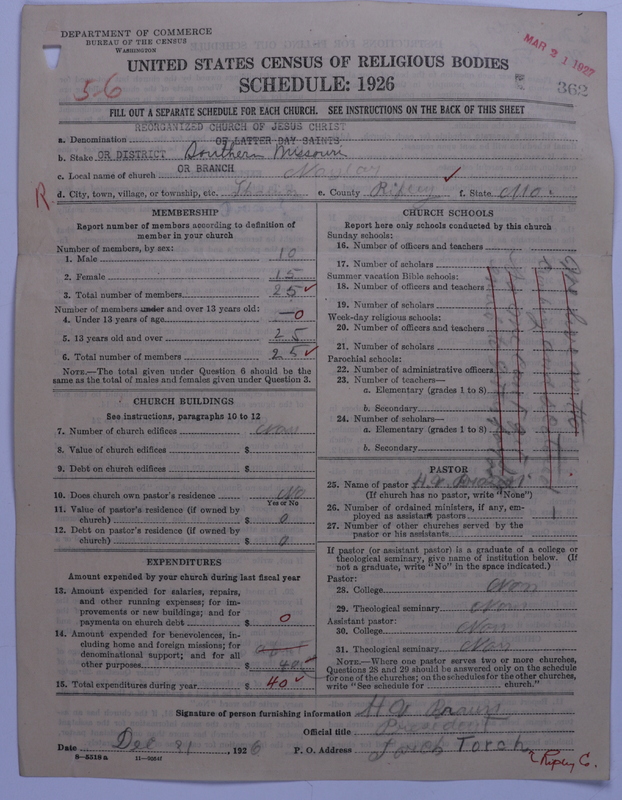 DEPARTMENT OF COMMERCE
BUREAU OF THE CENSUS
WASHINGTON
MAR 21 1927
UNITED STATES CENSUS OF RELIGIOUS BODIES
56
SCHEDULE: 1926
362
FILL OUT A SEPARATE SCHEDULE FOR EACH CHURCH. SEE INSTRUCTIONS ON THE BACK OF THIS SHEET
REORGANIZED CHURCH OF JESUS CHRIST
a. Denomination OF LATTER DAY SAINTS
b. Stake OR DISTRICT Southern Missouri
c. Local name of church OR BRANCH Naylor
R
d. City, town, village, or township, etc. e. County Ripley f. State Mo.
MEMBERSHIP
Report number of members according to definition of
member in your church
Number of members, by sex:
1. Male 10
2. Female 15
3. Total number of members 25
Number of members under and over 13 years old:
4. Under 13 years of age 0
5. 13 years old and over 25
6. Total number of members 25
NOTE.—The total given under Question 6 should be the
same as the total of males and females given under Question 3.
CHURCH BUILDINGS
See instructions, paragraphs 10 to 12
7. Number of church edifices Non
8. Value of church edifices $
9. Debt on church edifices $
10. Does church own pastor's residence No
Yes or No
11. Value of pastor's residence (if owned by
church) $ 0
12. Debt on pastor's residence (if owned by
church) $ 0
EXPENDITURES
Amount expended by your church during last fiscal year
13. Amount expended for salaries, repairs,
and other running expenses; for im-
provements or new buildings; and for
payments on church debt $ 0
14. Amount expended for benevolences, in-
cluding home and foreign missions; for
denominational support; and for all
other purposes $ about 40
15. Total expenditures during year $ 40
CHURCH SCHOOLS
Report here only schools conducted by this church
Sunday schools:
16. Number of officers and teachers
17. Number of scholars
Summer vacation Bible schools:
18. Number of officers and teachers
19. Number of scholars
Week-day religious schools:
20. Number of officers and teachers
21. Number of scholars
Parochial schools:
22. Number of administrative officers
23. Number of teachers—
a. Elementary (grades 1 to 8)
b. Secondary
24. Number of scholars—
a. Elementary (grades 1 to 8)
b. Secondary
PASTOR
25. Name of pastor
(If church has no pastor, write "None")
26. Number of ordained ministers, if any, em-
ployed as assistant pastors
27. Number of other churches served by the
pastor or his assistants
If pastor (or assistant pastor) is a graduate of a college or
theological seminary, give name of institution below. (If
not a graduate, write "No" in the space indicated.)
Pastor:
28. College Non
29. Theological seminary Non
Assistant pastor:
30. College Non
31. Theological seminary Non
NOTE.—Where one pastor serves two or more churches,
Questions 28 and 29 should be answered only on the schedule
for one of the churches; on the schedules for the other churches,
write "See schedule for church."
Signature of person furnishing information
Official title President
Date Dec 21, 1926 P. O. Address Torch Torch, Ripley C.
8—5519a 11—9064f